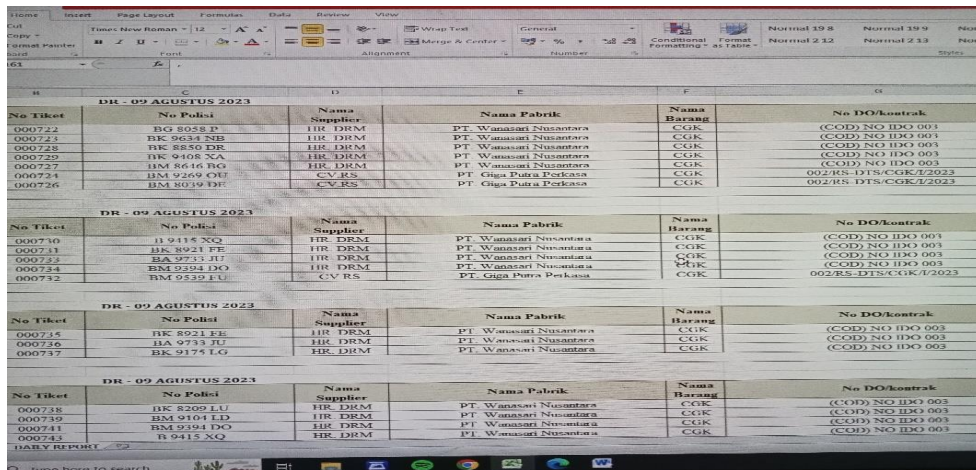 Home Insert Page Layout Formulas Data Review View
Cut Times New Roman 12 A A Wrap Text General Normal 19 8 Normal 19 9
Copy B I U A Merge & Center % Conditional Format Normal 2 12 Normal 2 13
Format Painter Formatting as Table
Font Alignment Number Styles
fx
H C D E F G
DR - 09 AGUSTUS 2023
No Tiket No Polisi Nama Supplier Nama Pabrik Nama Barang No DO/kontrak
000722 BG 8058 P HR. DRM PT. Wanasari Nusantara CGK (COD) NO IDO 003
000723 BK 9634 NB HR. DRM PT. Wanasari Nusantara CGK (COD) NO IDO 003
000728 BK 8850 DR HR. DRM PT. Wanasari Nusantara CGK (COD) NO IDO 003
000729 BK 9408 XA HR. DRM PT. Wanasari Nusantara CGK (COD) NO IDO 003
000727 BM 8646 BG HR. DRM PT. Wanasari Nusantara CGK (COD) NO IDO 003
000724 BM 9269 OU CV.RS PT. Giga Putra Perkasa CGK 002/RS-DTS/CGK/I/2023
000726 BM 8039 DE CV.RS PT. Giga Putra Perkasa CGK 002/RS-DTS/CGK/I/2023
DR - 09 AGUSTUS 2023
No Tiket No Polisi Nama Supplier Nama Pabrik Nama Barang No DO/kontrak
000730 B 9415 XQ HR. DRM PT. Wanasari Nusantara CGK (COD) NO IDO 003
000731 BK 8921 FE HR. DRM PT. Wanasari Nusantara CGK (COD) NO IDO 003
000733 BA 9733 JU HR. DRM PT. Wanasari Nusantara CGK (COD) NO IDO 003
000734 BM 9394 DO HR. DRM PT. Wanasari Nusantara CGK (COD) NO IDO 003
000732 BM 9539 FU CV RS PT. Giga Putra Perkasa CGK 002/RS-DTS/CGK/I/2023
DR - 09 AGUSTUS 2023
No Tiket No Polisi Nama Supplier Nama Pabrik Nama Barang No DO/kontrak
000735 BK 8921 FE HR. DRM PT. Wanasari Nusantara CGK (COD) NO IDO 003
000736 BA 9733 JU HR. DRM PT. Wanasari Nusantara CGK (COD) NO IDO 003
000737 BK 9175 LG HR. DRM PT. Wanasari Nusantara CGK (COD) NO IDO 003
DR - 09 AGUSTUS 2023
No Tiket No Polisi Nama Supplier Nama Pabrik Nama Barang No DO/kontrak
000738 BK 8209 LU HR. DRM PT. Wanasari Nusantara CGK (COD) NO IDO 003
000739 BM 9104 LD HR. DRM PT. Wanasari Nusantara CGK (COD) NO IDO 003
000741 BM 9394 DO HR. DRM PT. Wanasari Nusantara CGK (COD) NO IDO 003
000743 B 9415 XQ HR. DRM PT. Wanasari Nusantara CGK (COD) NO IDO 003
DAILY REPORT
Type here to search